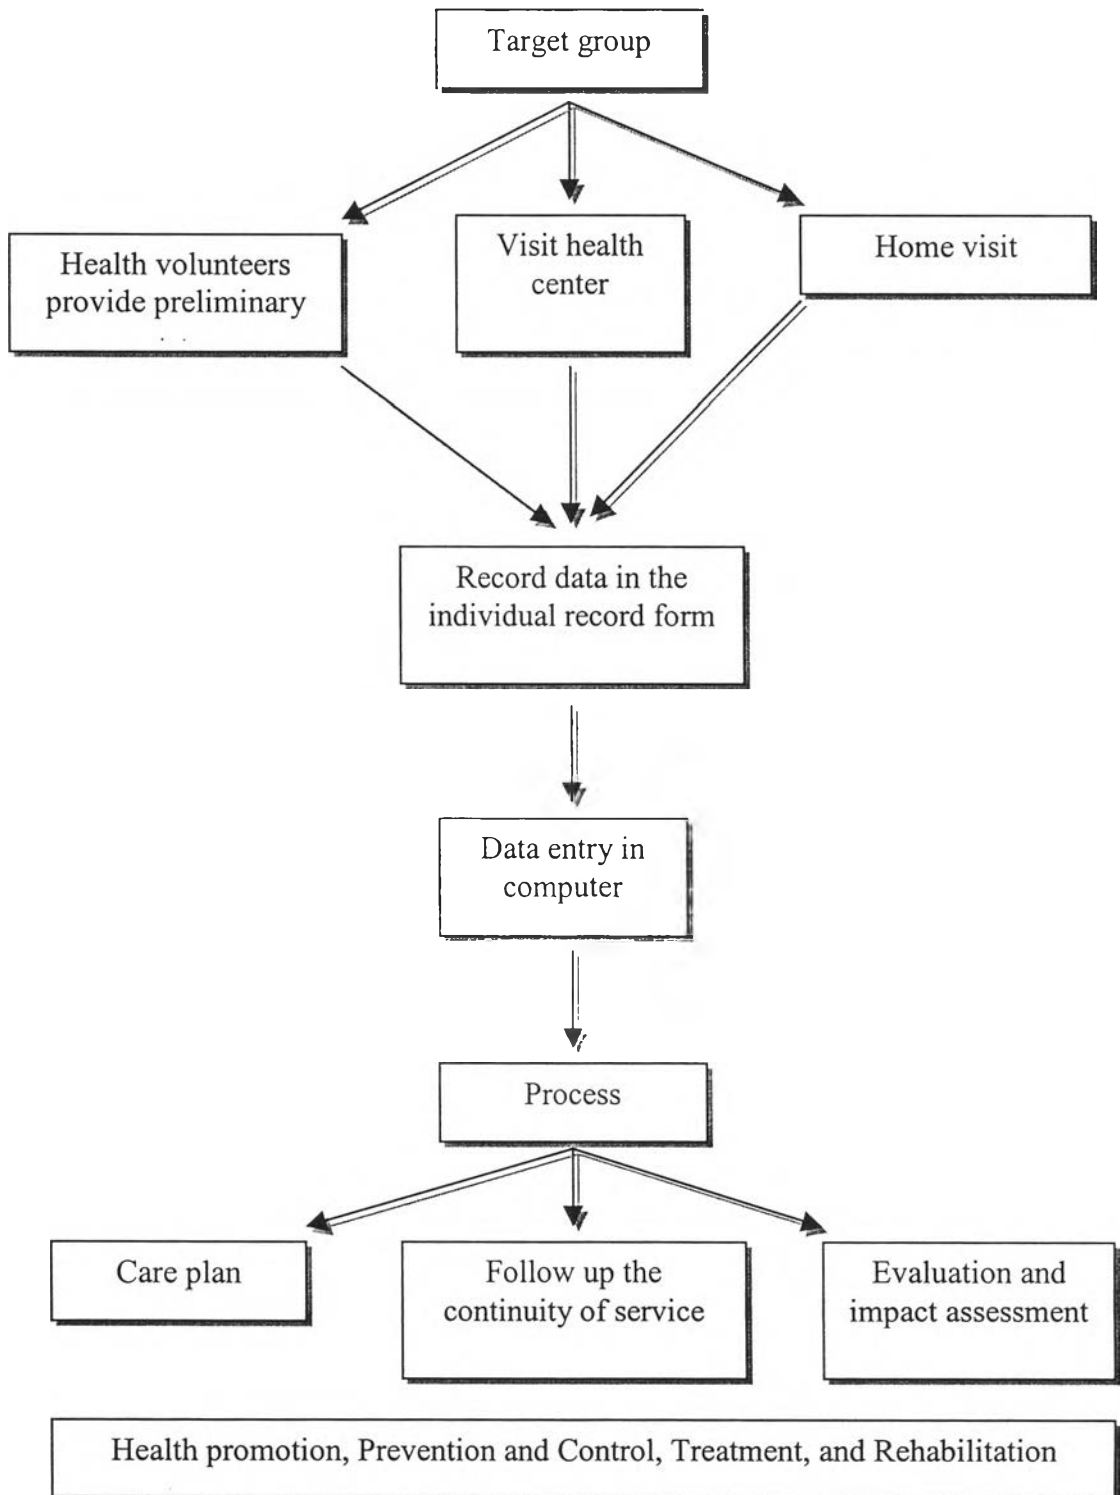 Target group
Health volunteers
provide preliminary
Visit health
center
Home visit
Record data in the
individual record form
Data entry in
computer
Process
Care plan
Follow up the
continuity of service
Evaluation and
impact assessment
Health promotion, Prevention and Control, Treatment, and Rehabilitation